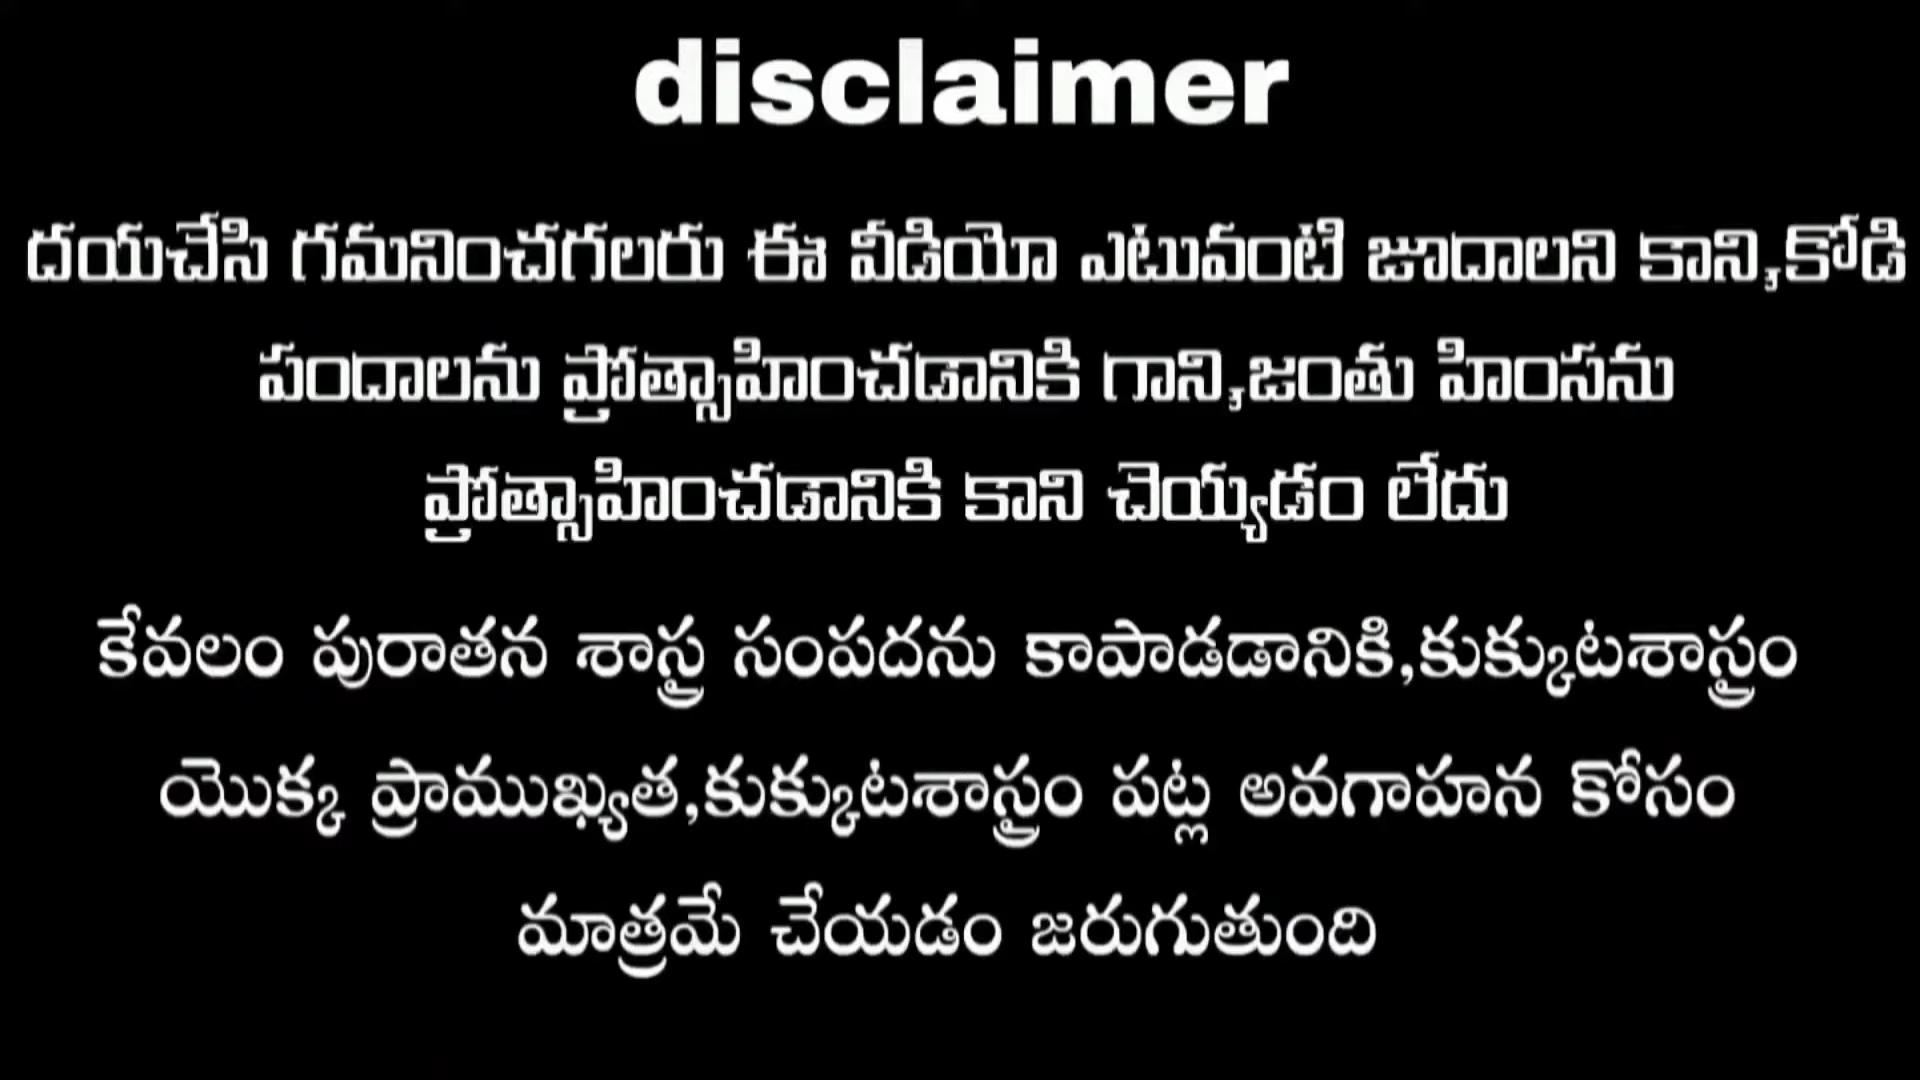 disclaimer
దయచేసి గమనించగలరు ఈ వీడియో ఎటువంటి జూదాలని కాని,కోడి
పందాలను ప్రోత్సాహించడానికి గాని,జంతు హింసను
ప్రోత్సాహించడానికి కాని చెయ్యడం లేదు
కేవలం పురాతన శాస్త్ర సంపదను కాపాడడానికి,కుక్కుటశాస్త్రం
యొక్క ప్రాముఖ్యత,కుక్కుటశాస్త్రం పట్ల అవగాహన కోసం
మాత్రమే చేయడం జరుగుతుంది